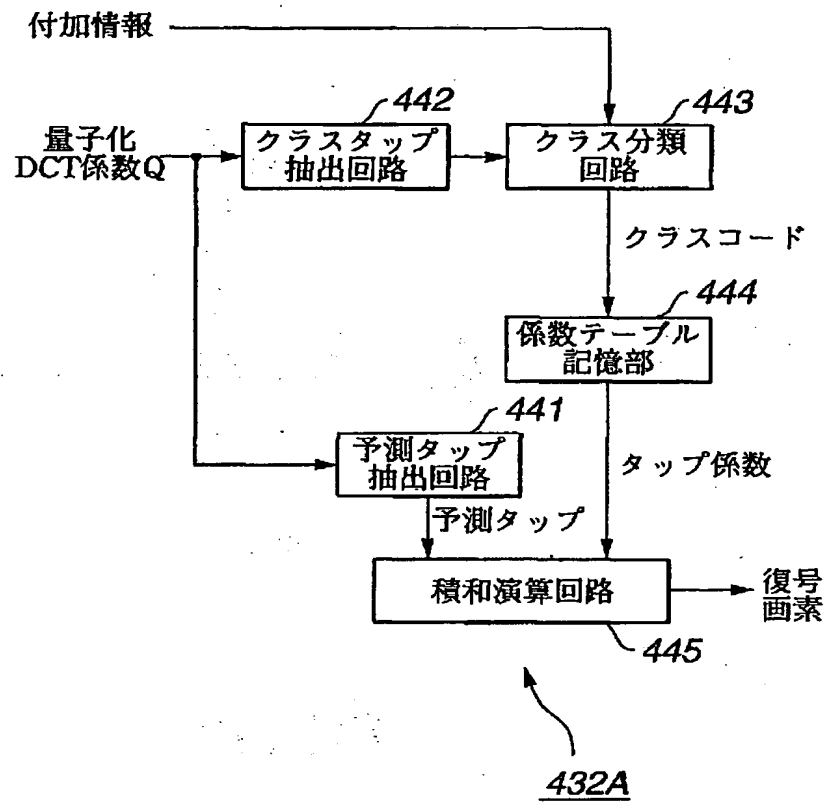 付加情報
442
443
量子化
DCT係数Q
クラスタップ
抽出回路
クラス分類
回路
クラスコード
444
係数テーブル
記憶部
441
予測タップ
抽出回路
タップ係数
予測タップ
積和演算回路
復号
画素
445
432A